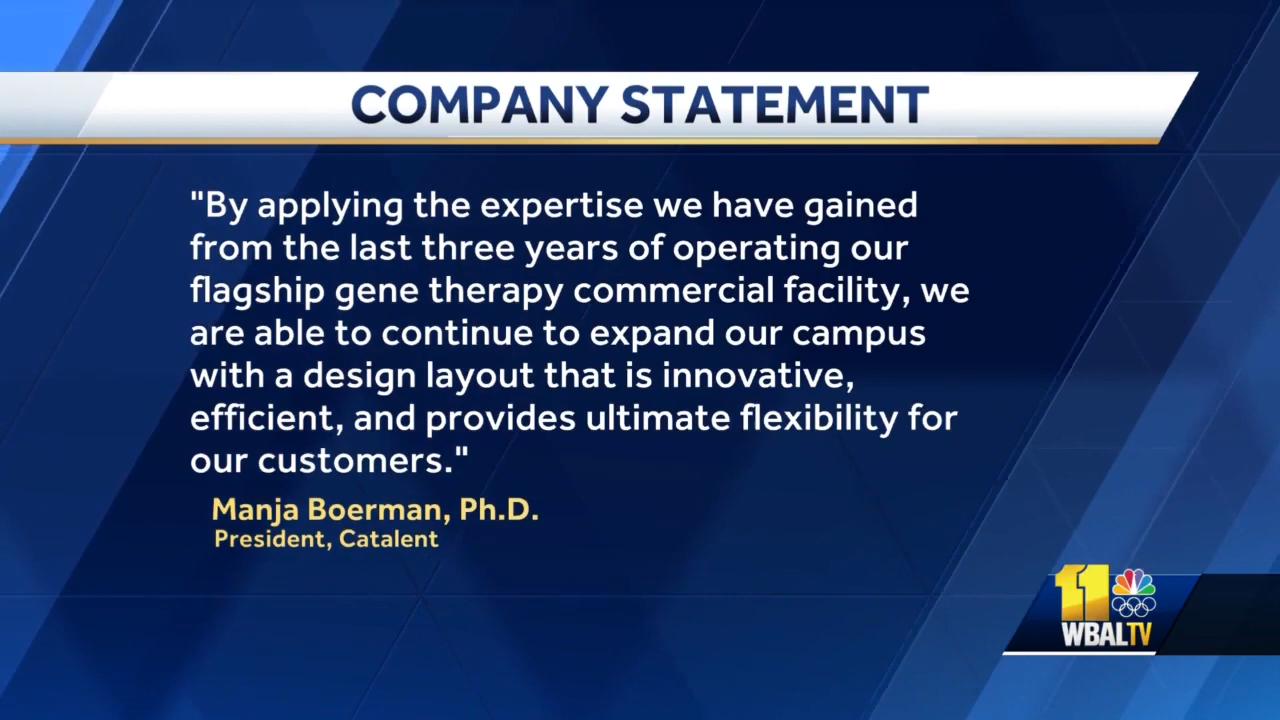 COMPANY STATEMENT
"By applying the expertise we have gained
from the last three years of operating our
flagship gene therapy commercial facility, we
are able to continue to expand our campus
with a design layout that is innovative,
efficient, and provides ultimate flexibility for
our customers."
Manja Boerman, Ph.D.
President, Catalent
11
WBALTV